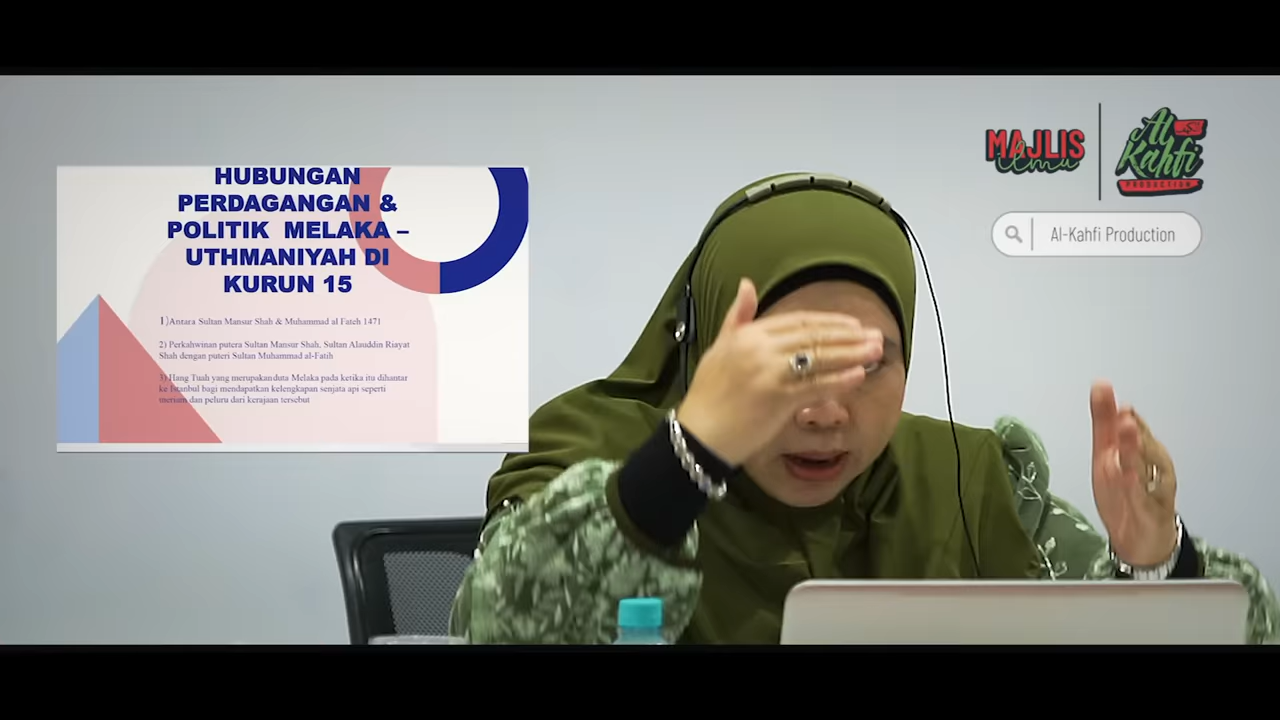 HUBUNGAN
PERDAGANGAN &
POLITIK MELAKA –
UTHMANIYAH DI
KURUN 15
1)Antara Sultan Mansur Shah & Muhammad al Fateh 1471
2) Perkahwinan putera Sultan Mansur Shah, Sultan Alauddin Riayat
Shah dengan puteri Sultan Muhammad al-Fatih
3) Hang Tuah yang merupakan duta Melaka pada ketika itu dihantar
ke Istanbul bagi mendapatkan kelengkapan senjata api seperti
meriam dan peluru dari kerajaan tersebut
MAJLIS
Ilmu
Al
Kahfi
PRODUCTION
Al-Kahfi Production